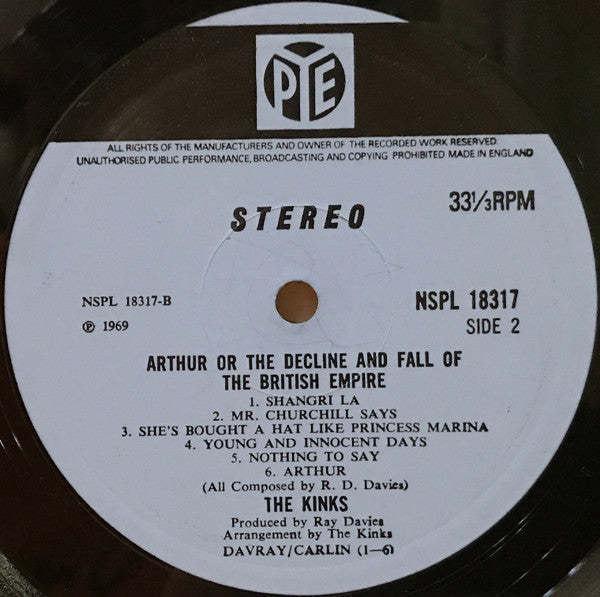 PYE
ALL RIGHTS OF THE MANUFACTURERS AND OWNER OF THE RECORDED WORK RESERVED
UNAUTHORISED PUBLIC PERFORMANCE, BROADCASTING AND COPYING PROHIBITED MADE IN ENGLAND
STEREO
33⅓RPM
NSPL 18317-B
℗ 1969
NSPL 18317
SIDE 2
ARTHUR OR THE DECLINE AND FALL OF
THE BRITISH EMPIRE
1. SHANGRI LA
2. MR. CHURCHILL SAYS
3. SHE'S BOUGHT A HAT LIKE PRINCESS MARINA
4. YOUNG AND INNOCENT DAYS
5. NOTHING TO SAY
6. ARTHUR
(All Composed by R. D. Davies)
THE KINKS
Produced by Ray Davies
Arrangement by The Kinks
DAVRAY/CARLIN (1—6)